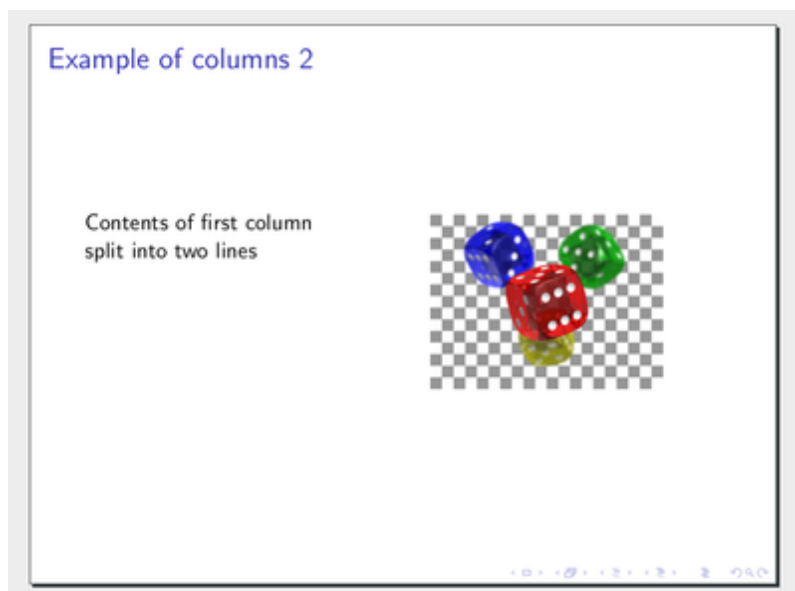 Example of columns 2
Contents of first column
split into two lines